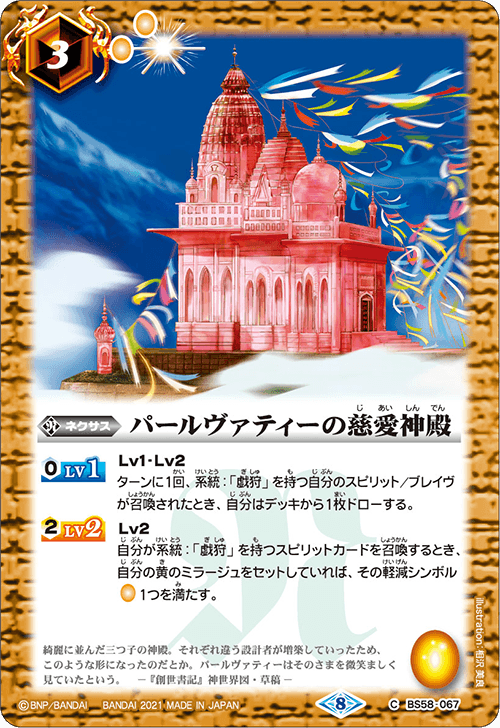 3
ネクサス パールヴァティーの慈愛神殿
じ あい しん でん
0 LV1
Lv1・Lv2
ターンに1回、系統：「戯狩」を持つ自分のスピリット/ブレイヴ
が召喚されたとき、自分はデッキから1枚ドローする。
2 LV2
Lv2
自分が系統：「戯狩」を持つスピリットカードを召喚するとき、
自分の黄のミラージュをセットしていれば、その軽減シンボル
1つを満たす。
綺麗に並んだ三つ子の神殿。それぞれ違う設計者が増築していったため、
このような形になったのだとか。パールヴァティーはそのさまを微笑ましく
見ていたという。 ―『創世書記』神世界図・草稿―
illustration: 相沢 美良
©BNP/BANDAI BANDAI 2021 MADE IN JAPAN
8
C BS58-067